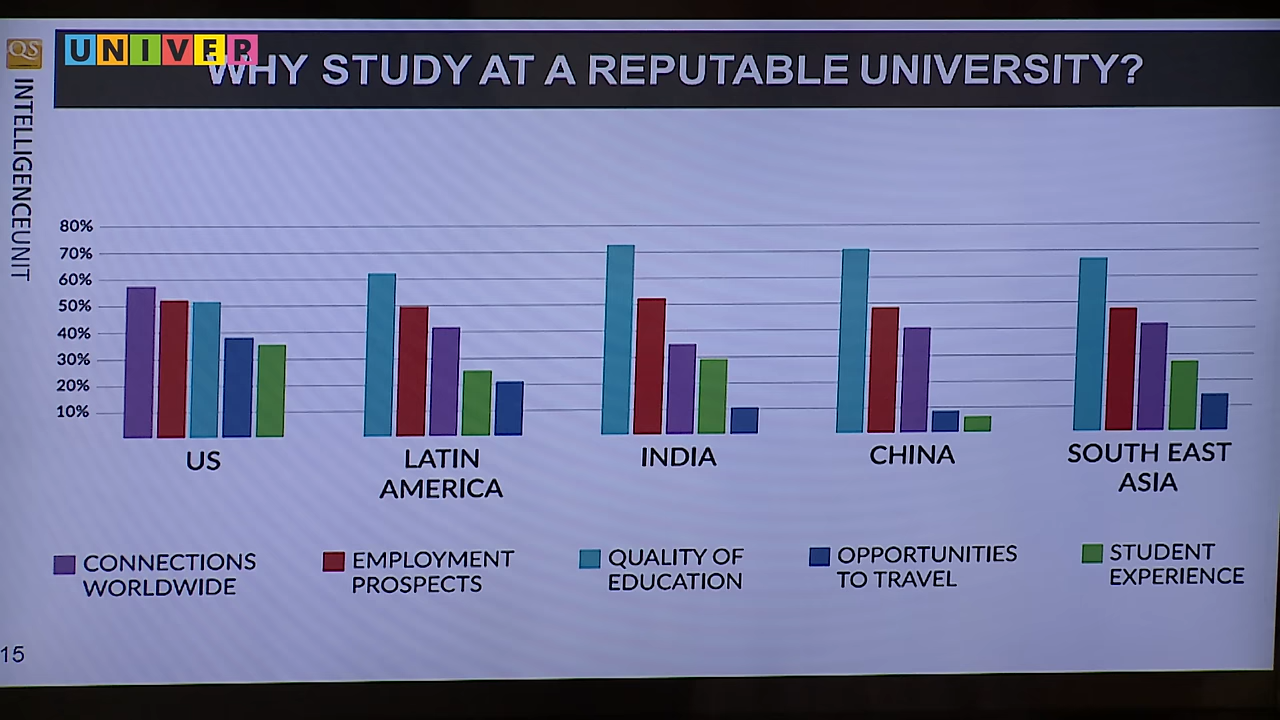 QS
INTELLIGENCEUNIT
UNIVER
WHY STUDY AT A REPUTABLE UNIVERSITY?
80%
70%
60%
50%
40%
30%
20%
10%
US
LATIN
AMERICA
INDIA
CHINA
SOUTH EAST
ASIA
CONNECTIONS
WORLDWIDE
EMPLOYMENT
PROSPECTS
QUALITY OF
EDUCATION
OPPORTUNITIES
TO TRAVEL
STUDENT
EXPERIENCE
15